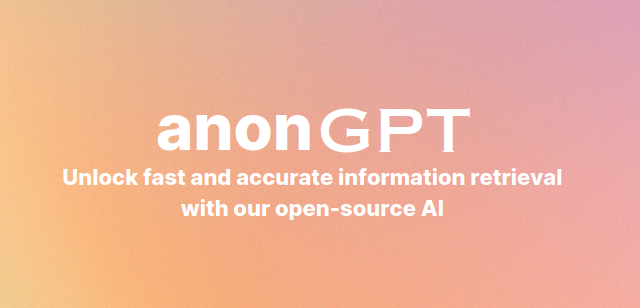 anonGPT
Unlock fast and accurate information retrieval
with our open-source AI